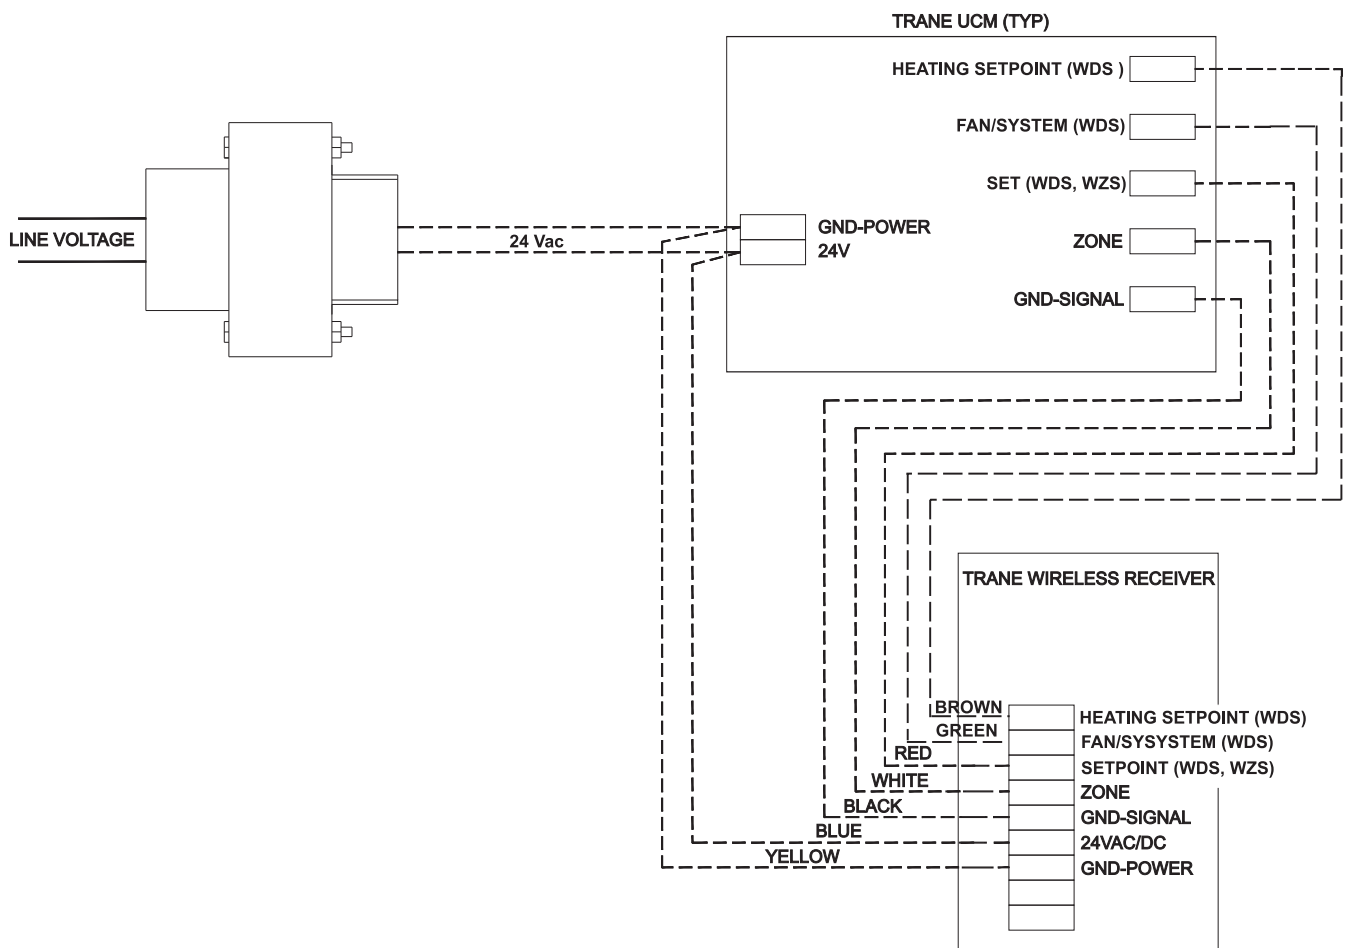 TRANE UCM (TYP)
HEATING SETPOINT (WDS )
FAN/SYSTEM (WDS)
SET (WDS, WZS)
ZONE
GND-SIGNAL
GND-POWER
24V
24 Vac
LINE VOLTAGE
TRANE WIRELESS RECEIVER
BROWN
HEATING SETPOINT (WDS)
GREEN
FAN/SYSYSTEM (WDS)
RED
SETPOINT (WDS, WZS)
WHITE
ZONE
BLACK
GND-SIGNAL
BLUE
24VAC/DC
YELLOW
GND-POWER